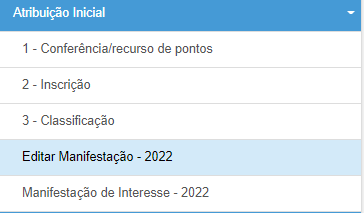 Atribuição Inicial
1 - Conferência/recurso de pontos
2 - Inscrição
3 - Classificação
Editar Manifestação - 2022
Manifestação de Interesse - 2022